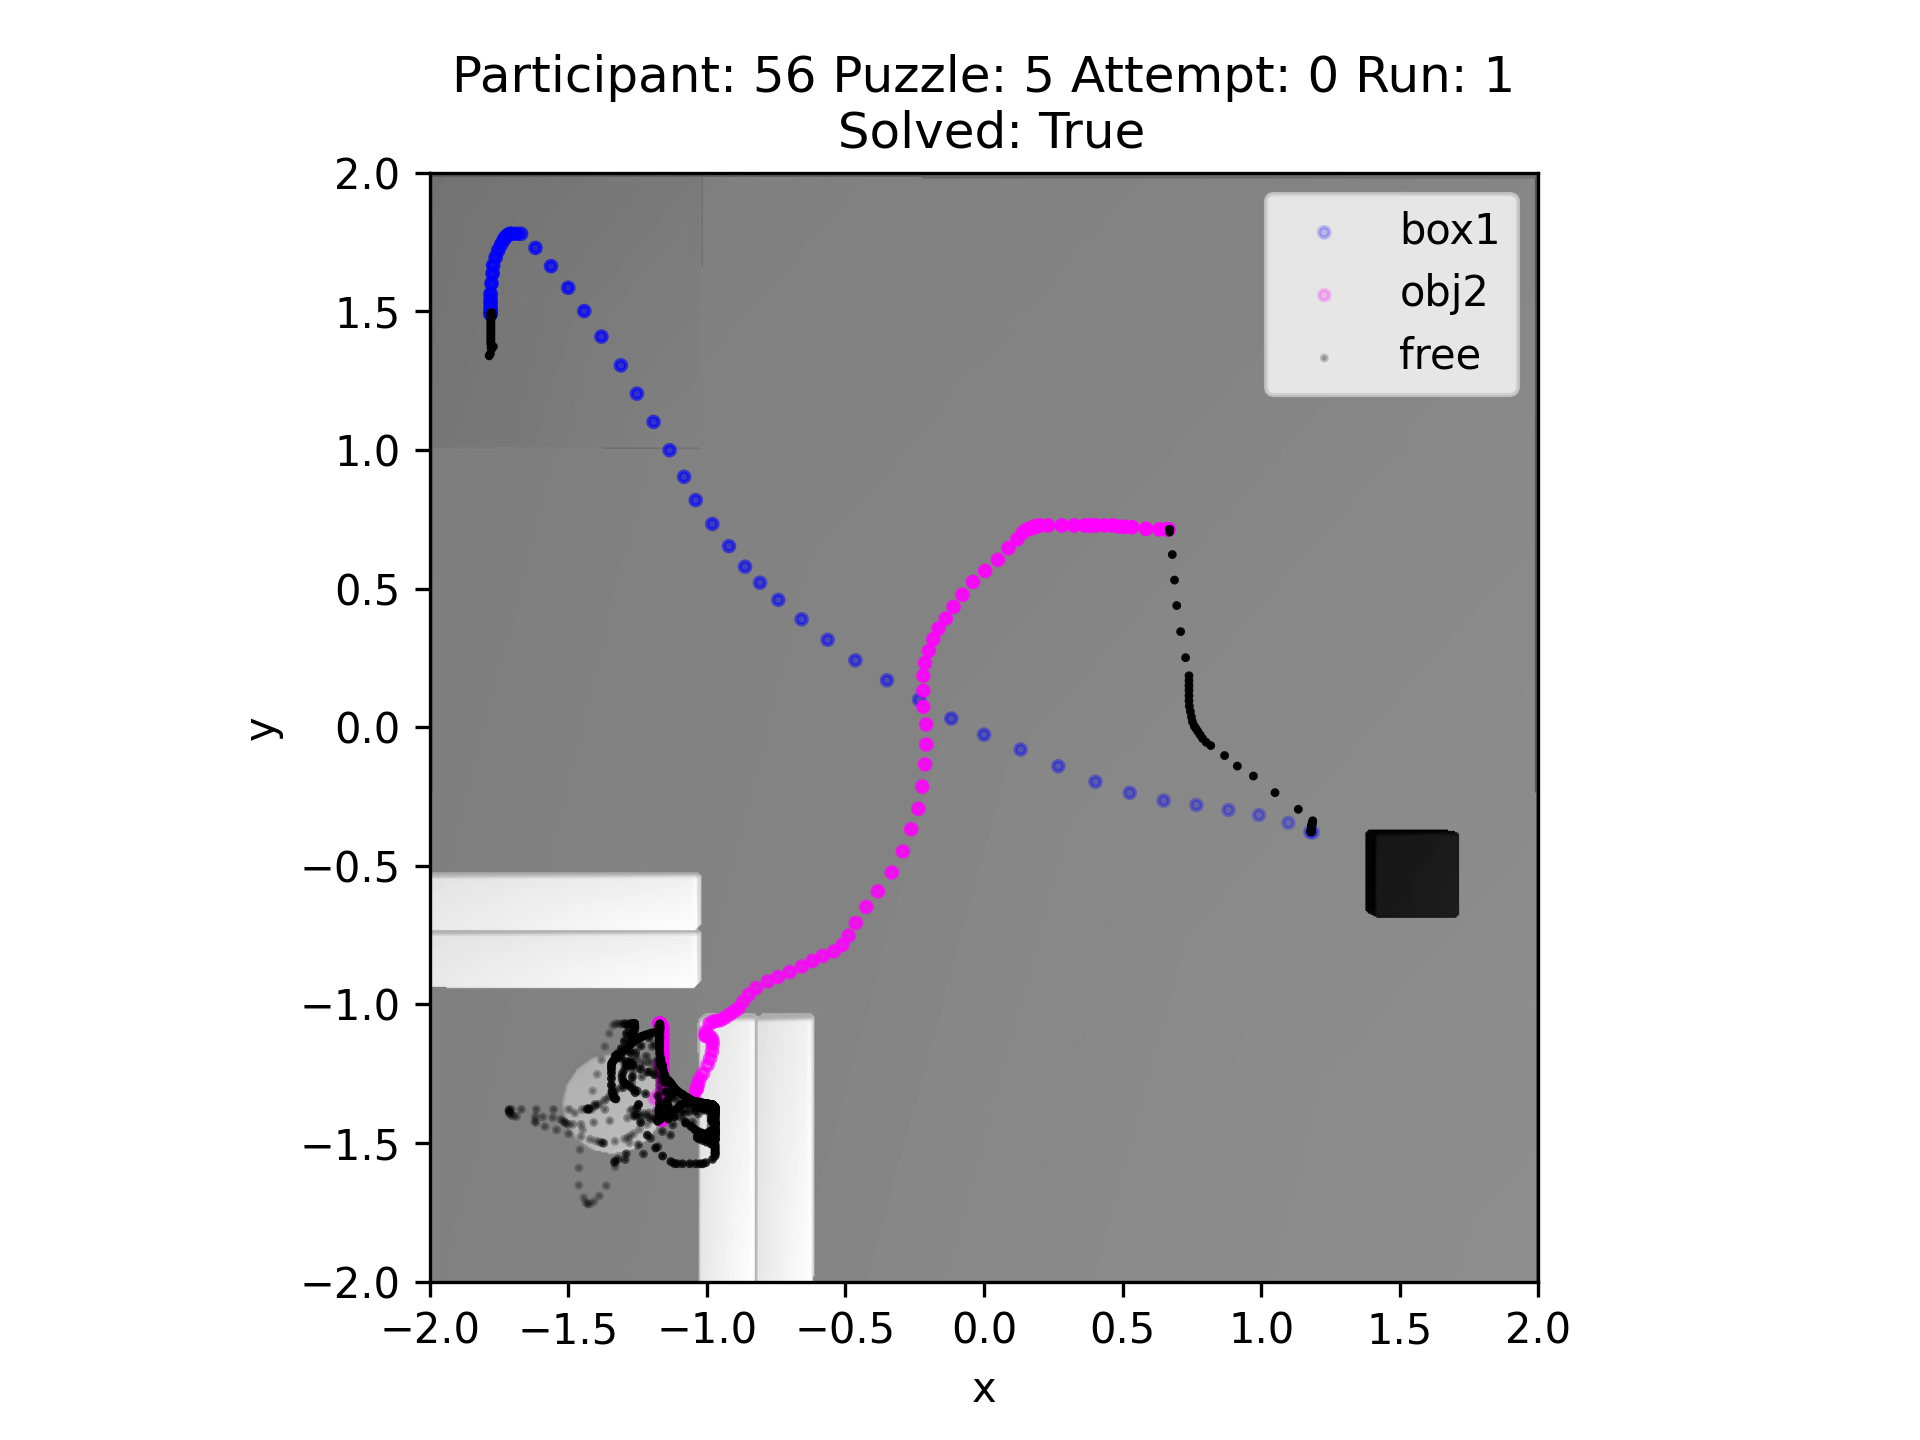 Participant: 56 Puzzle: 5 Attempt: 0 Run: 1
Solved: True
2.0
1.5
1.0
0.5
0.0
−0.5
−1.0
−1.5
−2.0
y
box1
obj2
free
−2.0 −1.5 −1.0 −0.5 0.0 0.5 1.0 1.5 2.0
x